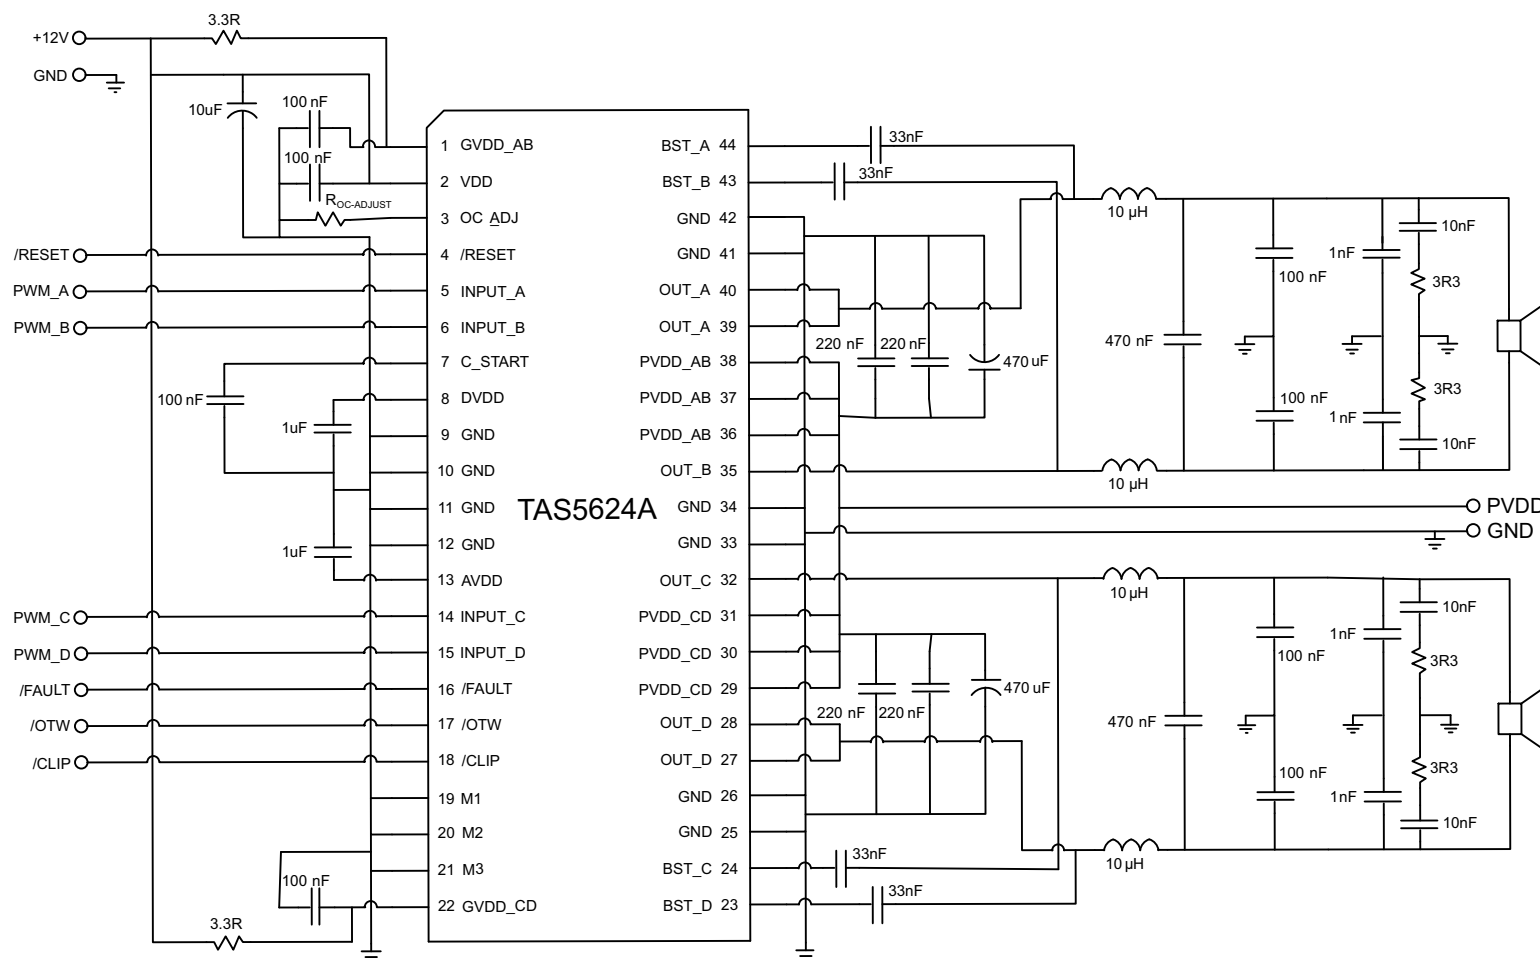 3.3R
+12V
GND
10uF
100 nF
100 nF
R OC-ADJUST
/RESET
PWM_A
PWM_B
100 nF
1uF
1uF
PWM_C
PWM_D
/FAULT
/OTW
/CLIP
100 nF
3.3R
1 GVDD_AB
2 VDD
3 OC_ADJ
4 /RESET
5 INPUT_A
6 INPUT_B
7 C_START
8 DVDD
9 GND
10 GND
11 GND
12 GND
13 AVDD
14 INPUT_C
15 INPUT_D
16 /FAULT
17 /OTW
18 /CLIP
19 M1
20 M2
21 M3
22 GVDD_CD
TAS5624A
BST_A 44
BST_B 43
GND 42
GND 41
OUT_A 40
OUT_A 39
PVDD_AB 38
PVDD_AB 37
PVDD_AB 36
OUT_B 35
GND 34
GND 33
OUT_C 32
PVDD_CD 31
PVDD_CD 30
PVDD_CD 29
OUT_D 28
OUT_D 27
GND 26
GND 25
BST_C 24
BST_D 23
33nF
33nF
220 nF 220 nF
470 uF
10 µH
10 µH
470 nF
100 nF
100 nF
1nF
1nF
10nF
3R3
3R3
10nF
PVDD
GND
220 nF 220 nF
470 uF
33nF
33nF
10 µH
10 µH
470 nF
100 nF
100 nF
1nF
1nF
10nF
3R3
3R3
10nF